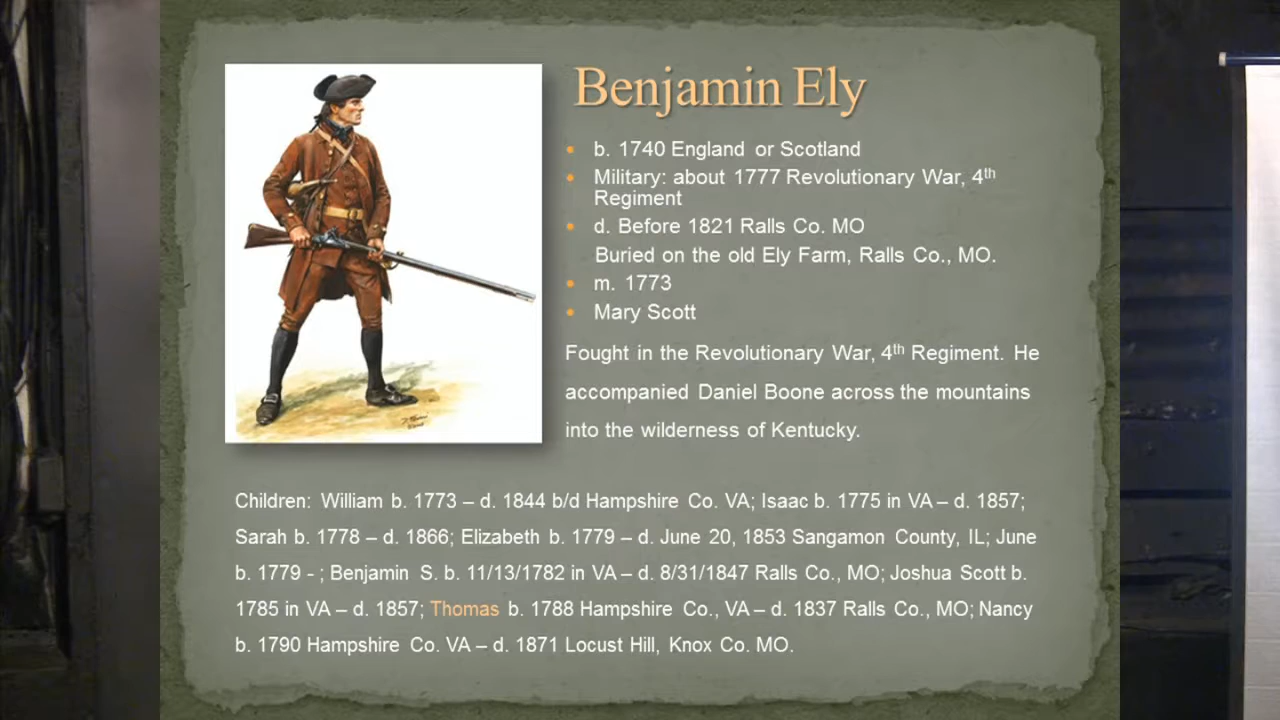 Benjamin Ely
• b. 1740 England or Scotland
• Military: about 1777 Revolutionary War, 4th
Regiment
• d. Before 1821 Ralls Co. MO
Buried on the old Ely Farm, Ralls Co., MO.
• m. 1773
• Mary Scott
Fought in the Revolutionary War, 4th Regiment. He
accompanied Daniel Boone across the mountains
into the wilderness of Kentucky.
Children: William b. 1773 – d. 1844 b/d Hampshire Co. VA; Isaac b. 1775 in VA – d. 1857;
Sarah b. 1778 – d. 1866; Elizabeth b. 1779 – d. June 20, 1853 Sangamon County, IL; June
b. 1779 - ; Benjamin S. b. 11/13/1782 in VA – d. 8/31/1847 Ralls Co., MO; Joshua Scott b.
1785 in VA – d. 1857; Thomas b. 1788 Hampshire Co., VA – d. 1837 Ralls Co., MO; Nancy
b. 1790 Hampshire Co. VA – d. 1871 Locust Hill, Knox Co. MO.